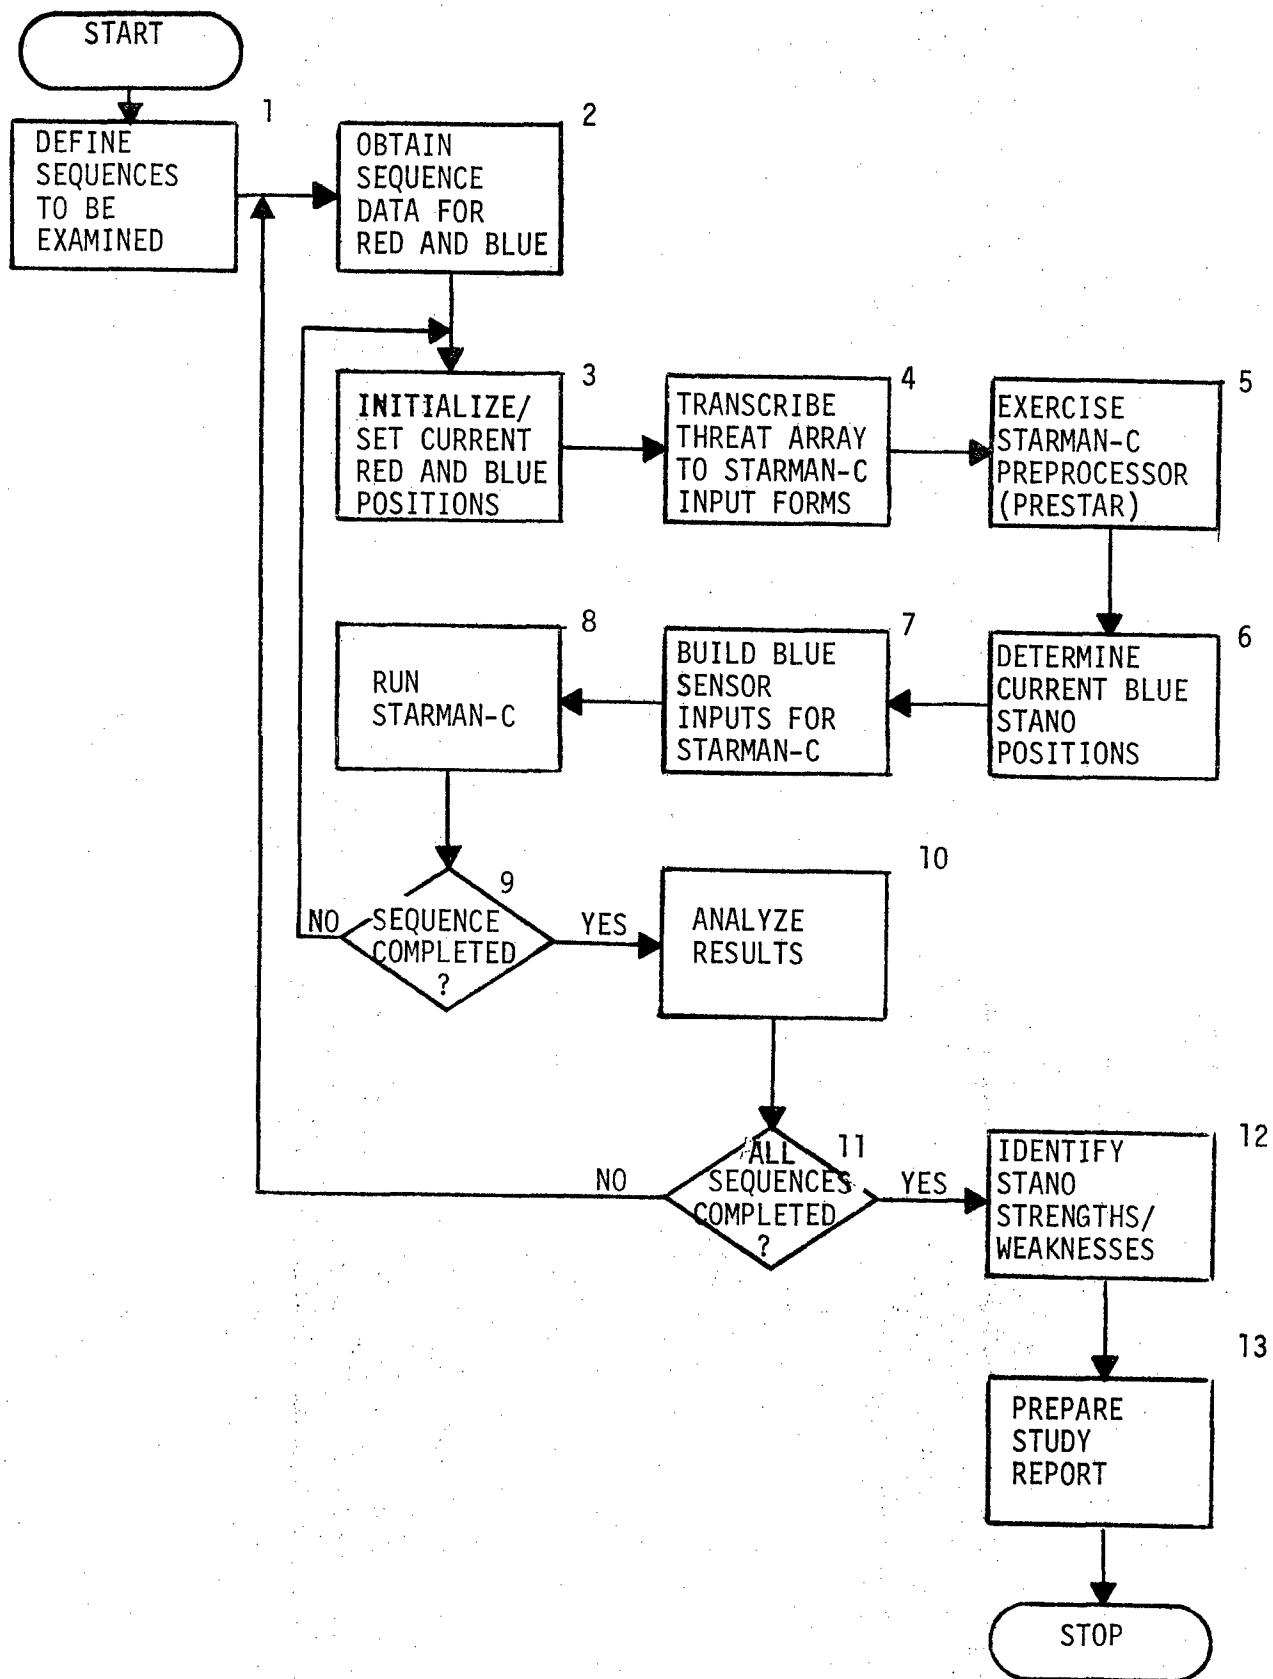 START
1
DEFINE
SEQUENCES
TO BE
EXAMINED
2
OBTAIN
SEQUENCE
DATA FOR
RED AND BLUE
3
INITIALIZE/
SET CURRENT
RED AND BLUE
POSITIONS
4
TRANSCRIBE
THREAT ARRAY
TO STARMAN-C
INPUT FORMS
5
EXERCISE
STARMAN-C
PREPROCESSOR
(PRESTAR)
6
DETERMINE
CURRENT BLUE
STANO
POSITIONS
7
BUILD BLUE
SENSOR
INPUTS FOR
STARMAN-C
8
RUN
STARMAN-C
9
SEQUENCE
COMPLETED
?
NO
YES
10
ANALYZE
RESULTS
11
ALL
SEQUENCES
COMPLETED
?
NO
YES
12
IDENTIFY
STANO
STRENGTHS/
WEAKNESSES
13
PREPARE
STUDY
REPORT
STOP